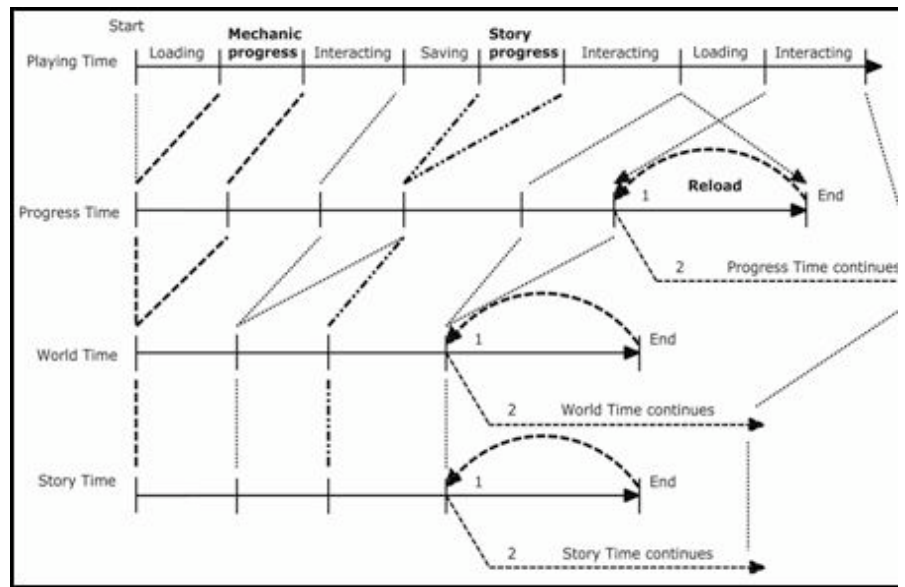 Start
Loading Mechanic progress Interacting Saving Story progress Interacting Loading Interacting
Playing Time
1 Reload End
Progress Time
2 Progress Time continues
1 End
World Time
2 World Time continues
1 End
Story Time
2 Story Time continues